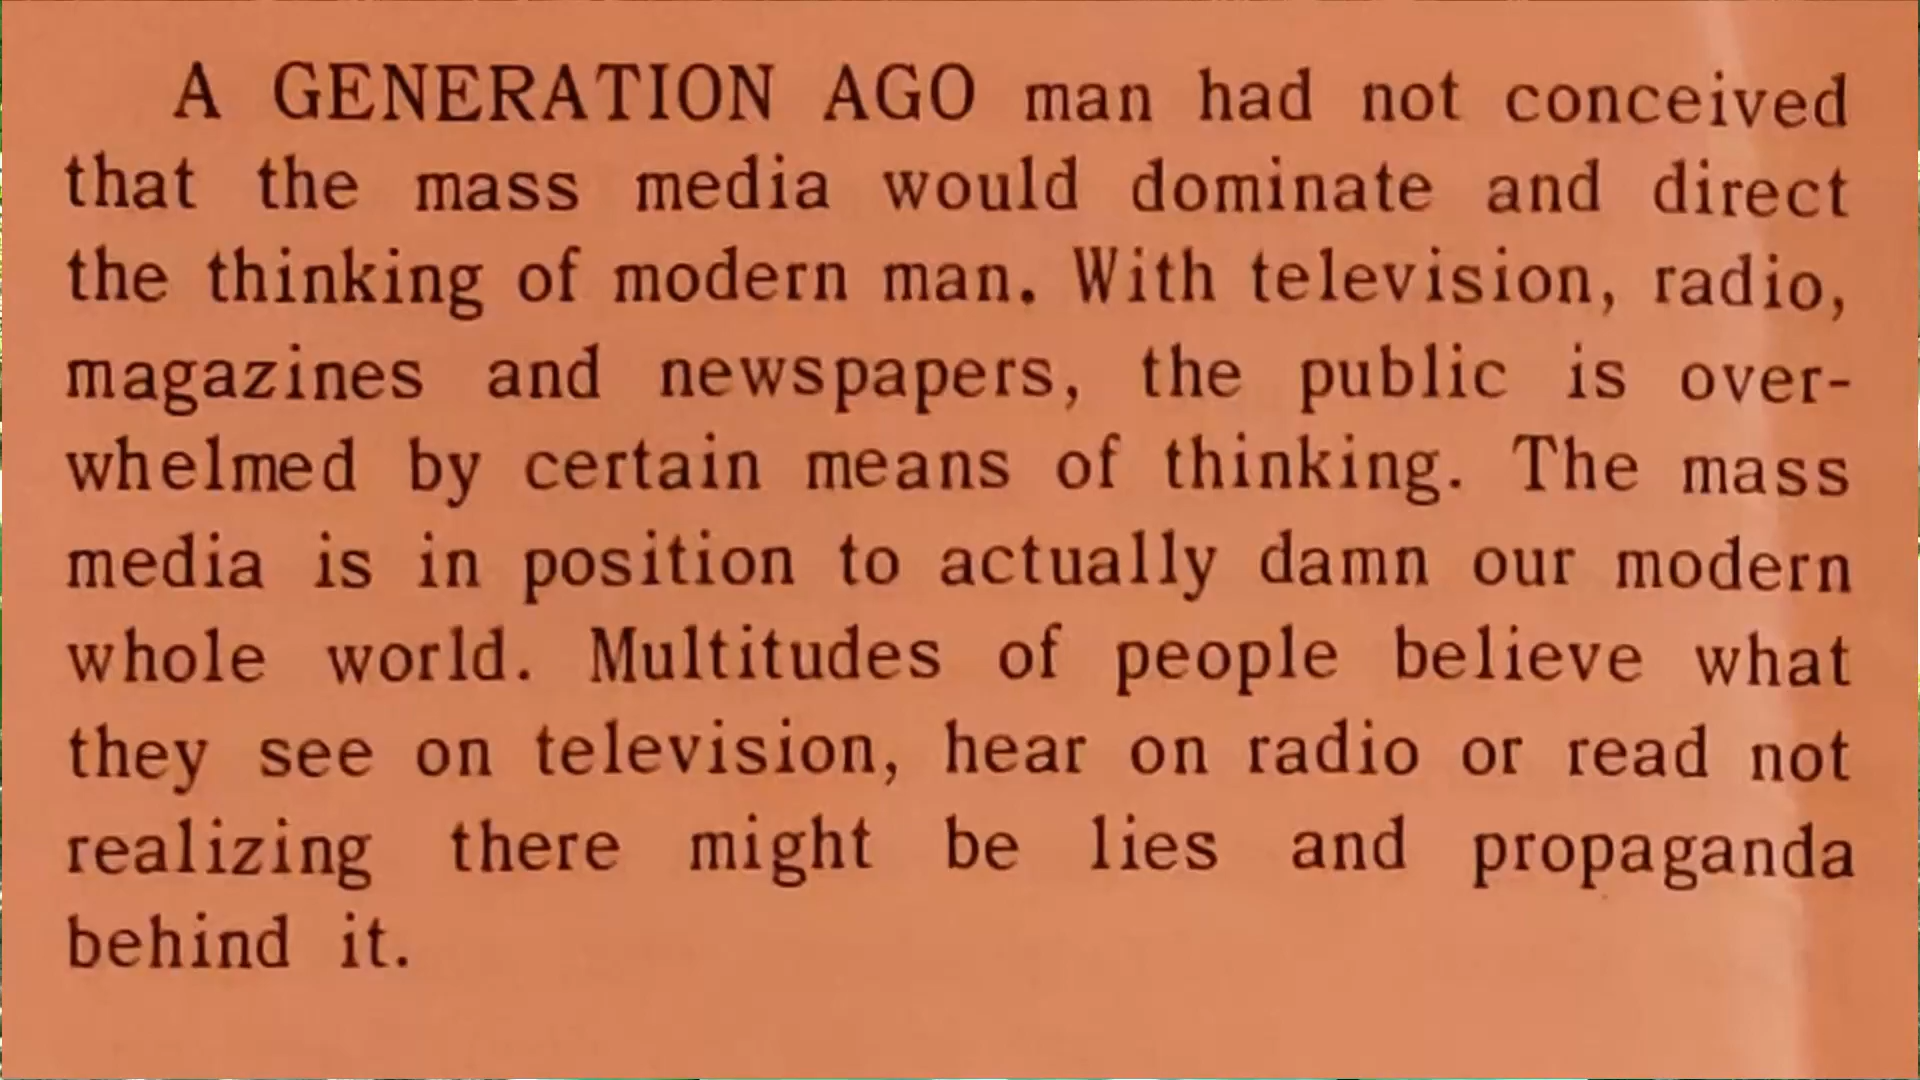 A GENERATION AGO man had not conceived
that the mass media would dominate and direct
the thinking of modern man. With television, radio,
magazines and newspapers, the public is over-
whelmed by certain means of thinking. The mass
media is in position to actually damn our modern
whole world. Multitudes of people believe what
they see on television, hear on radio or read not
realizing there might be lies and propaganda
behind it.